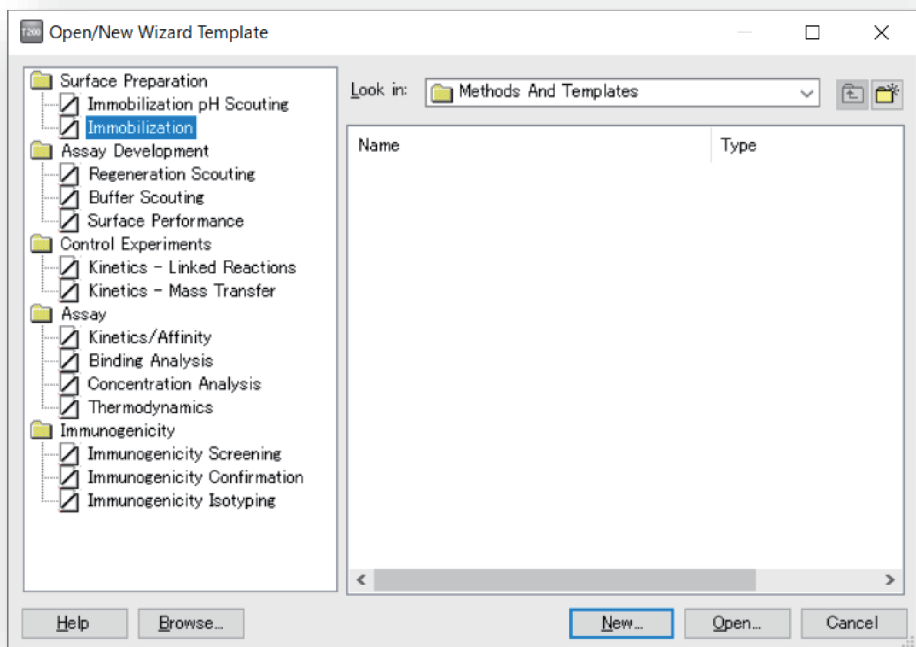 T200 Open/New Wizard Template
Surface Preparation
Immobilization pH Scouting
Immobilization
Assay Development
Regeneration Scouting
Buffer Scouting
Surface Performance
Control Experiments
Kinetics - Linked Reactions
Kinetics - Mass Transfer
Assay
Kinetics/Affinity
Binding Analysis
Concentration Analysis
Thermodynamics
Immunogenicity
Immunogenicity Screening
Immunogenicity Confirmation
Immunogenicity Isotyping
Look in: Methods And Templates
Name Type
Help Browse... New... Open... Cancel